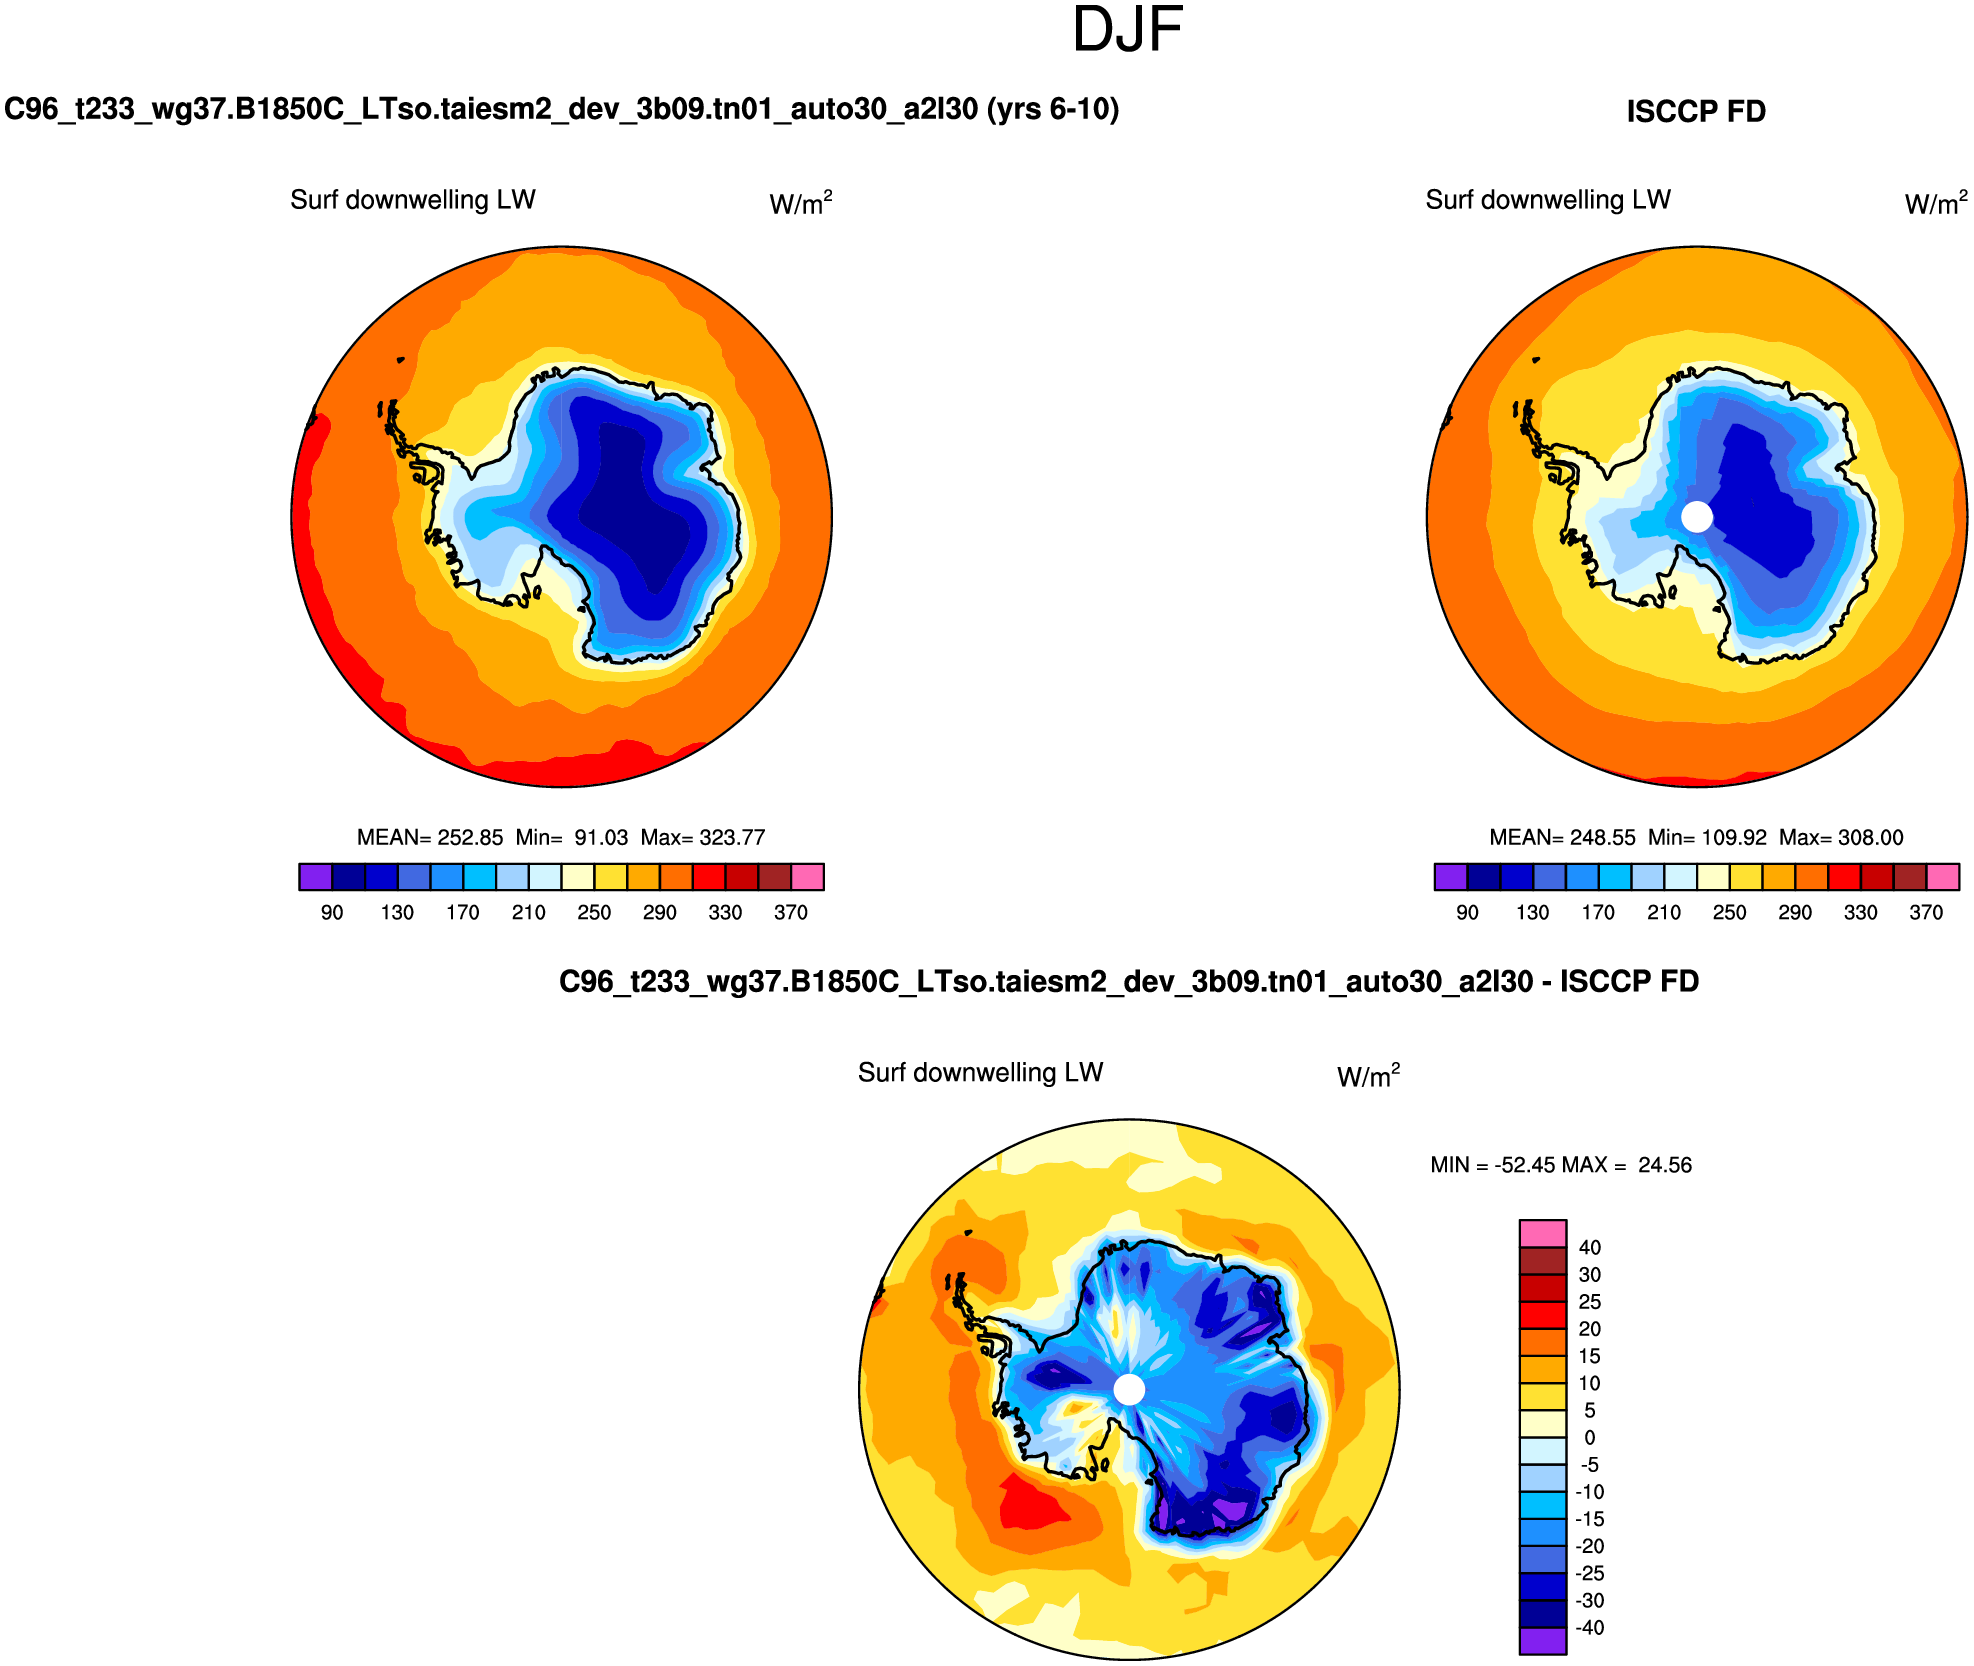 DJF
C96_t233_wg37.B1850C_LTso.taiesm2_dev_3b09.tn01_auto30_a2l30 (yrs 6-10)
ISCCP FD
Surf downwelling LW W/m²
Surf downwelling LW W/m²
MEAN= 252.85 Min= 91.03 Max= 323.77
MEAN= 248.55 Min= 109.92 Max= 308.00
90 130 170 210 250 290 330 370
90 130 170 210 250 290 330 370
C96_t233_wg37.B1850C_LTso.taiesm2_dev_3b09.tn01_auto30_a2l30 - ISCCP FD
Surf downwelling LW W/m²
MIN = -52.45 MAX = 24.56
40
30
25
20
15
10
5
0
-5
-10
-15
-20
-25
-30
-40